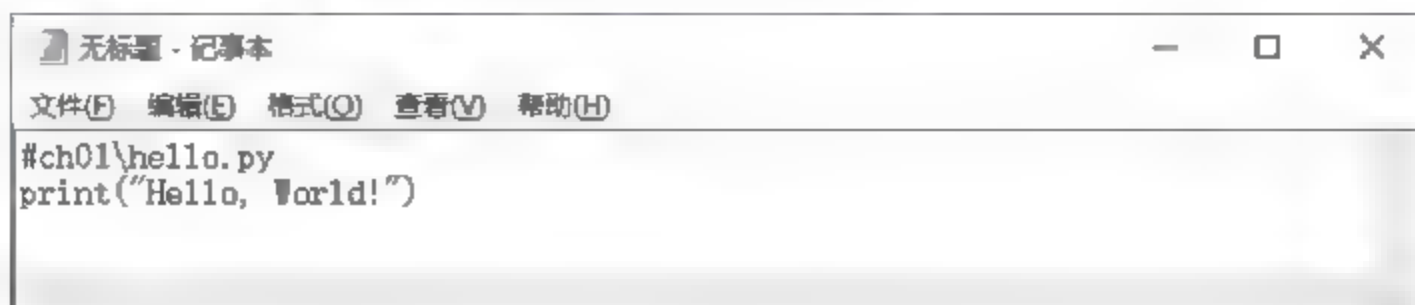 无标题 - 记事本
文件(F) 编辑(E) 格式(O) 查看(V) 帮助(H)
#ch01\hello.py
print("Hello, World!")